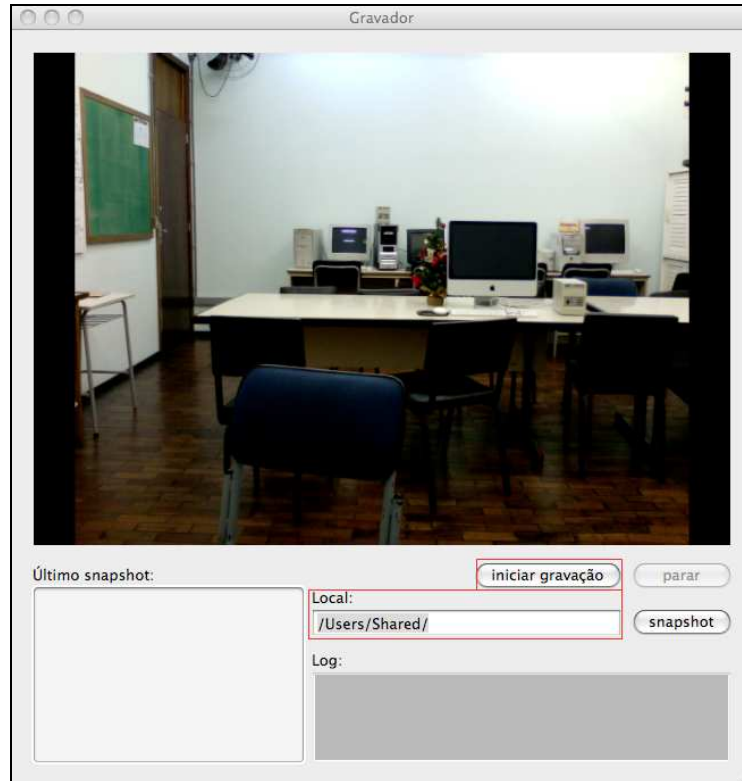 Gravador
Último snapshot:
iniciar gravação
parar
Local:
/Users/Shared/
snapshot
Log: